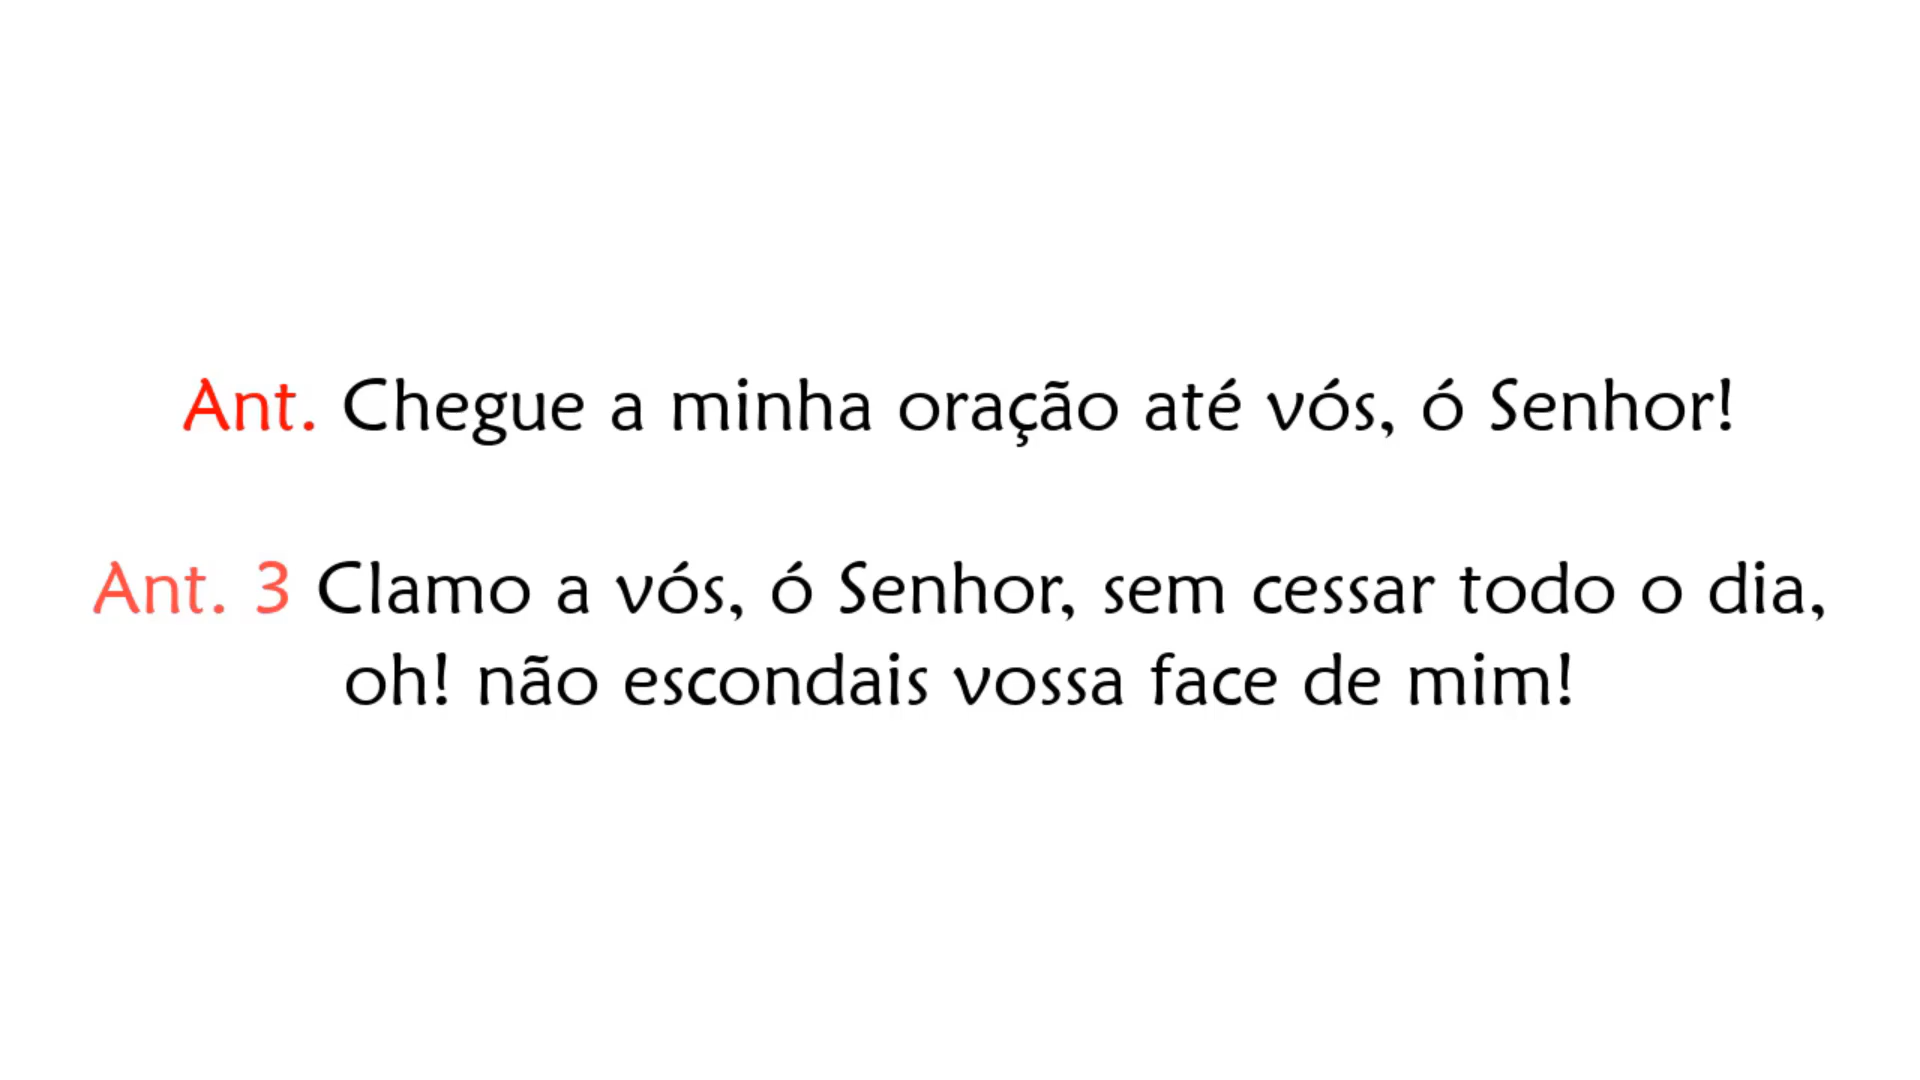 Ant. Chegue a minha oração até vós, ó Senhor!
Ant. 3 Clamo a vós, ó Senhor, sem cessar todo o dia,
oh! não escondais vossa face de mim!